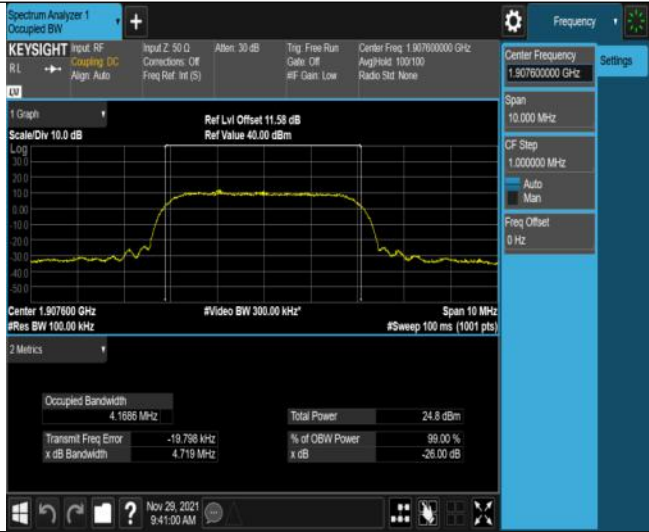 Spectrum Analyzer 1
Occupied BW
+
Frequency
KEYSIGHT Input: RF Input Z: 50 Ω Atten: 30 dB Trig: Free Run Center Freq: 1.907600000 GHz
RL Coupling: DC Corrections: Off Gate: Off Avg|Hold: 100/100
Align: Auto Freq Ref: Int (S) #IF Gain: Low Radio Std: None
LW
Center Frequency
1.907600000 GHz
Settings
Span
10.000 MHz
CF Step
1.000000 MHz
Auto
Man
Freq Offset
0 Hz
1 Graph
Ref Lvl Offset 11.58 dB
Scale/Div 10.0 dB Ref Value 40.00 dBm
Log
30.0
20.0
10.0
0.00
-10.0
-20.0
-30.0
-40.0
-50.0
Center 1.907600 GHz #Video BW 300.00 kHz* Span 10 MHz
#Res BW 100.00 kHz #Sweep 100 ms (1001 pts)
2 Metrics
Occupied Bandwidth
4.1686 MHz Total Power 24.8 dBm
Transmit Freq Error -19.798 kHz % of OBW Power 99.00 %
x dB Bandwidth 4.719 MHz x dB -26.00 dB
? Nov 29, 2021
9:41:00 AM